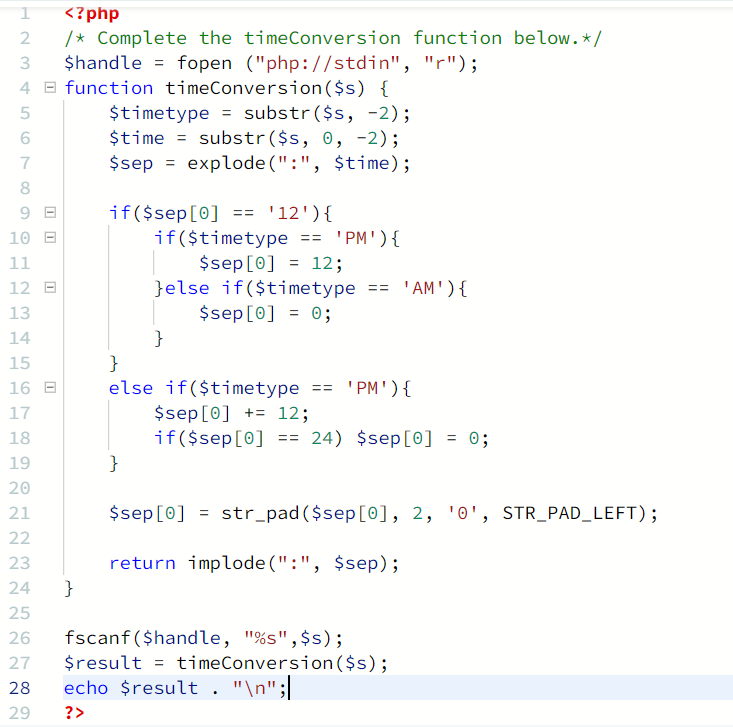 1 <?php
2 /* Complete the timeConversion function below.*/
3 $handle = fopen ("php://stdin", "r");
4 function timeConversion($s) {
5     $timetype = substr($s, -2);
6     $time = substr($s, 0, -2);
7     $sep = explode(":", $time);
8
9     if($sep[0] == '12'){
10         if($timetype == 'PM'){
11             $sep[0] = 12;
12         }else if($timetype == 'AM'){
13             $sep[0] = 0;
14         }
15     }
16     else if($timetype == 'PM'){
17         $sep[0] += 12;
18         if($sep[0] == 24) $sep[0] = 0;
19     }
20
21     $sep[0] = str_pad($sep[0], 2, '0', STR_PAD_LEFT);
22
23     return implode(":", $sep);
24 }
25
26 fscanf($handle, "%s",$s);
27 $result = timeConversion($s);
28 echo $result . "\n";
29 ?>